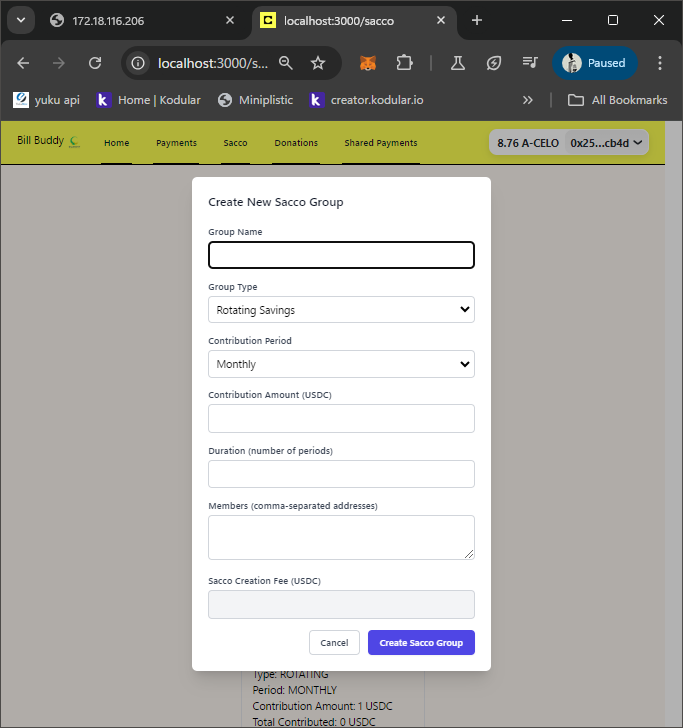 172.18.116.206
localhost:3000/sacco
localhost:3000/s...
Paused
yuku api
Home | Kodular
Miniplistic
creator.kodular.io
All Bookmarks
Bill Buddy
Home
Payments
Sacco
Donations
Shared Payments
8.76 A-CELO
0x25...cb4d
Create New Sacco Group
Group Name
Group Type
Rotating Savings
Contribution Period
Monthly
Contribution Amount (USDC)
Duration (number of periods)
Members (comma-separated addresses)
Sacco Creation Fee (USDC)
Cancel
Create Sacco Group
Type: ROTATING
Period: MONTHLY
Contribution Amount: 1 USDC
Total Contributed: 0 USDC